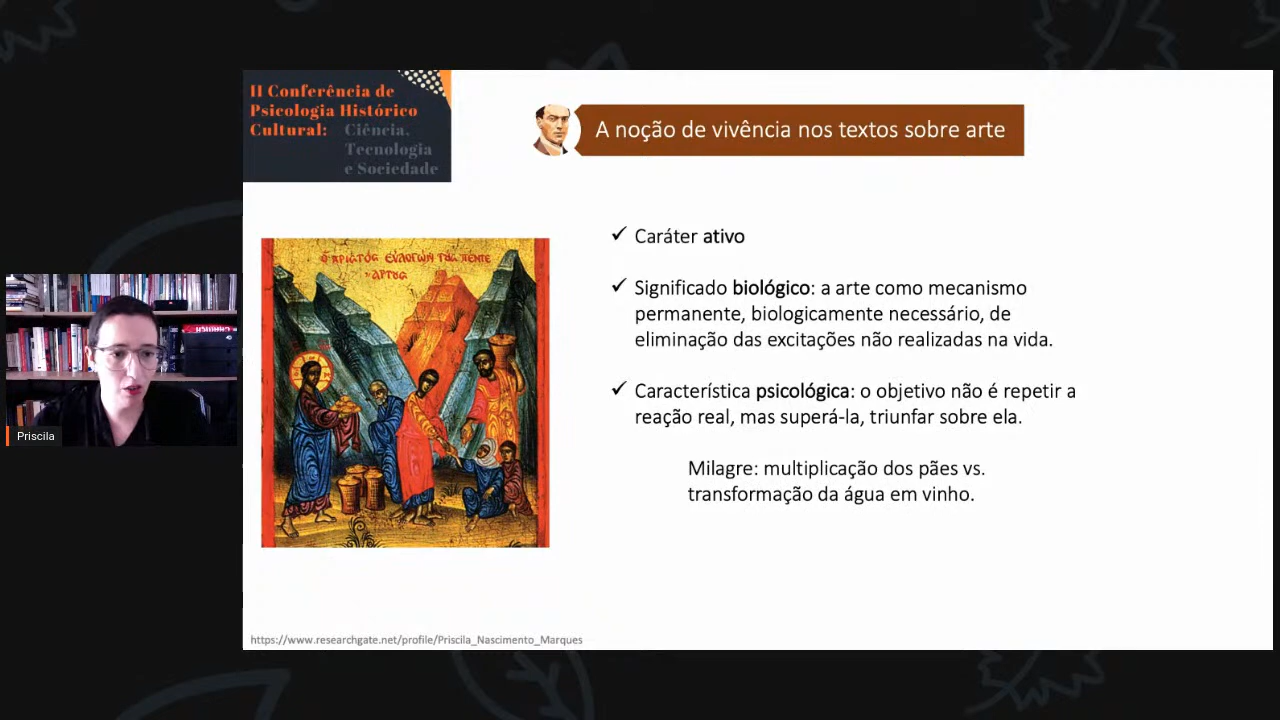 II Conferência de
Psicologia Histórico
Cultural: Ciência,
Tecnologia
e Sociedade
A noção de vivência nos textos sobre arte
✓ Caráter ativo
✓ Significado biológico: a arte como mecanismo
permanente, biologicamente necessário, de
eliminação das excitações não realizadas na vida.
✓ Característica psicológica: o objetivo não é repetir a
reação real, mas superá-la, triunfar sobre ela.
Milagre: multiplicação dos pães vs.
transformação da água em vinho.
Priscila
https://www.researchgate.net/profile/Priscila_Nascimento_Marques